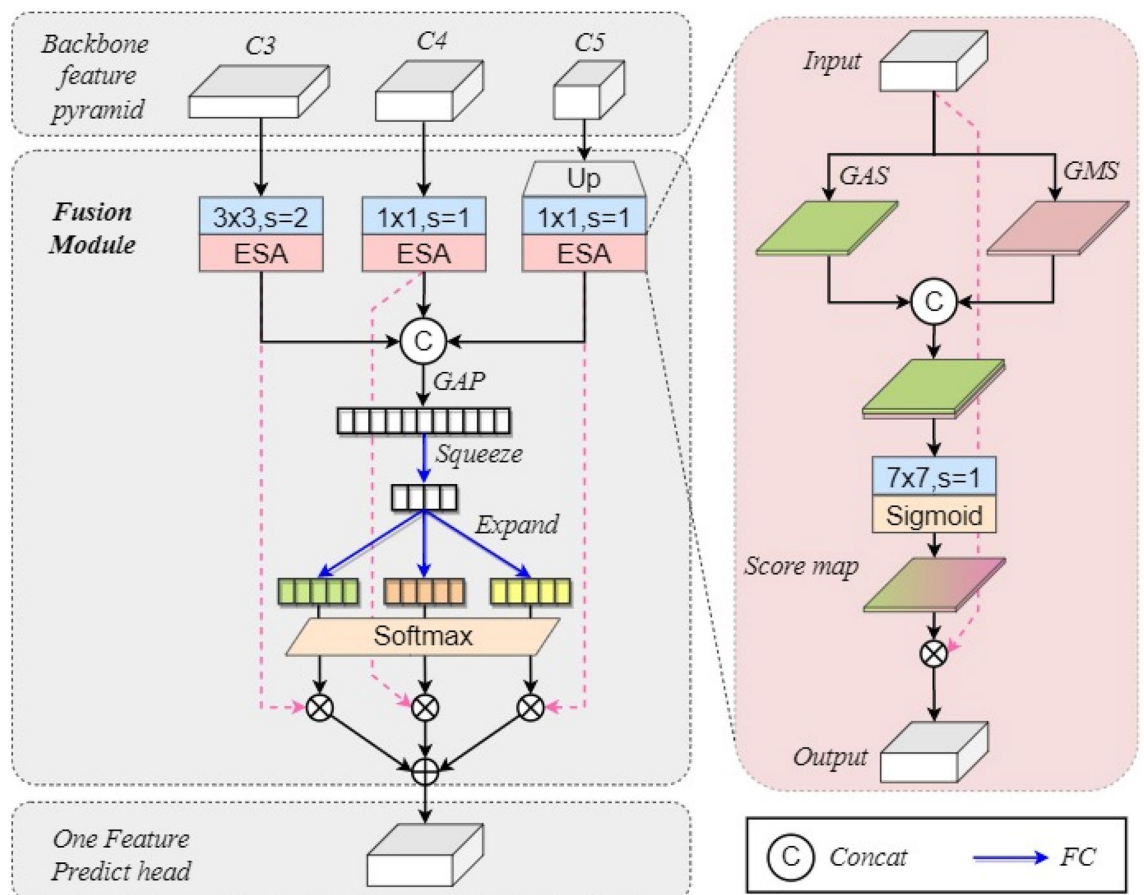 Backbone
feature
pyramid
C3
C4
C5
Fusion
Module
Up
3x3,s=2
1x1,s=1
1x1,s=1
ESA
ESA
ESA
C
GAP
Squeeze
Expand
Softmax
One Feature
Predict head
Input
GAS
GMS
C
7x7,s=1
Sigmoid
Score map
Output
C Concat
FC